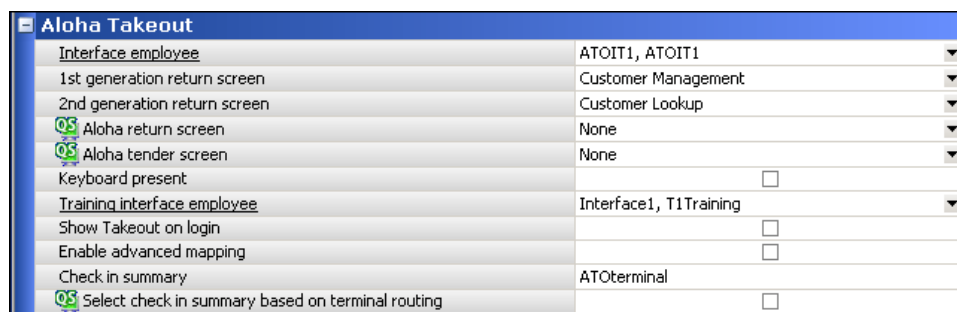 Aloha Takeout
Interface employee ATOIT1, ATOIT1
1st generation return screen Customer Management
2nd generation return screen Customer Lookup
QS Aloha return screen None
QS Aloha tender screen None
Keyboard present
Training interface employee Interface1, T1Training
Show Takeout on login
Enable advanced mapping
Check in summary ATOterminal
QS Select check in summary based on terminal routing